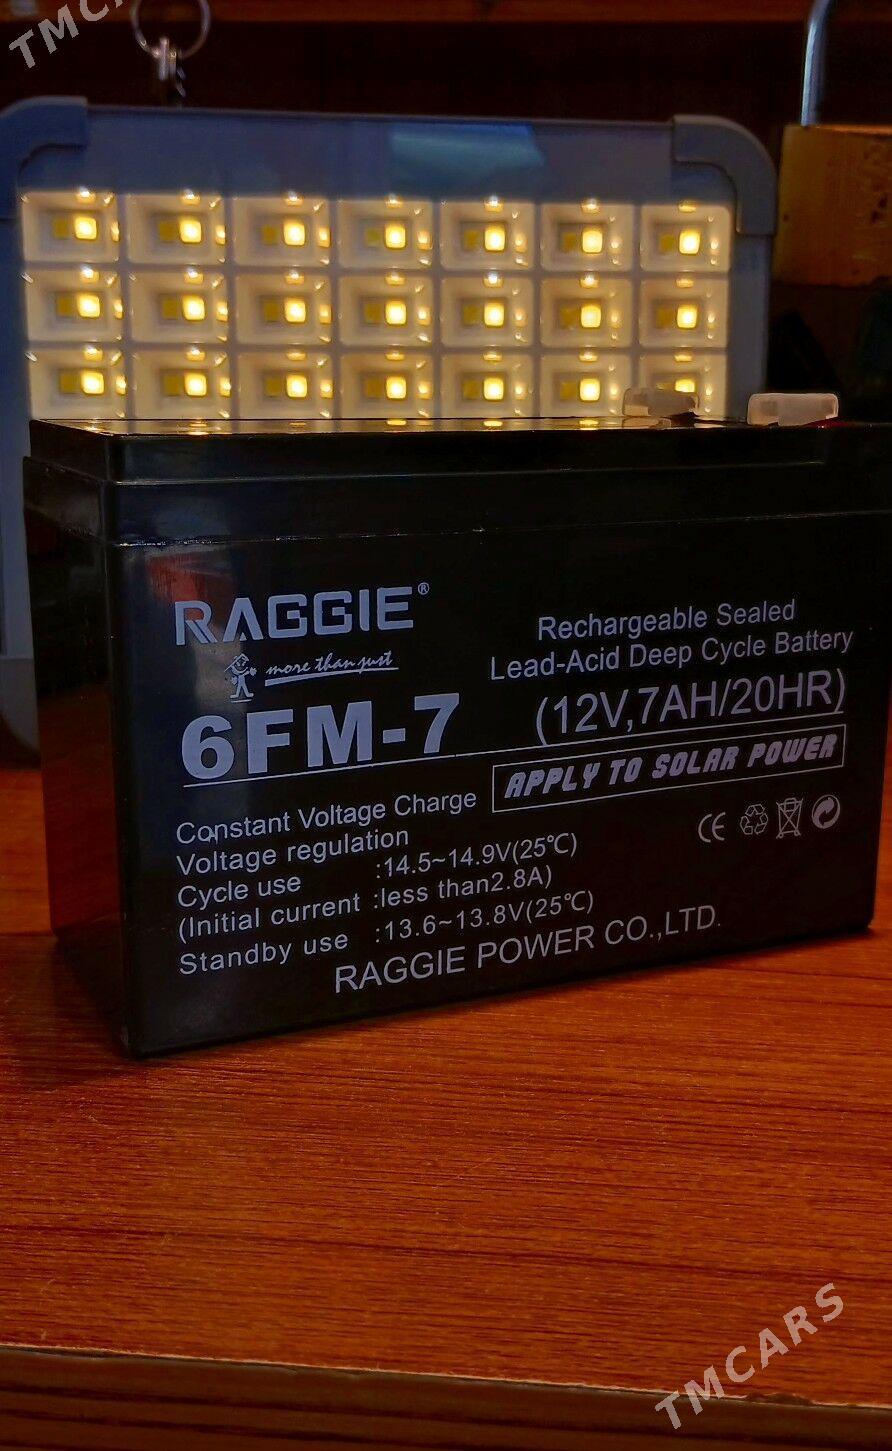 TMCA
RAGGIE®
more than just
6FM-7
Rechargeable Sealed
Lead-Acid Deep Cycle Battery
(12V,7AH/20HR)
APPLY TO SOLAR POWER
Constant Voltage Charge
Voltage regulation
Cycle use :14.5~14.9V(25℃)
(Initial current :less than2.8A)
Standby use :13.6~13.8V(25℃)
CE
RAGGIE POWER CO.,LTD.
TMCARS